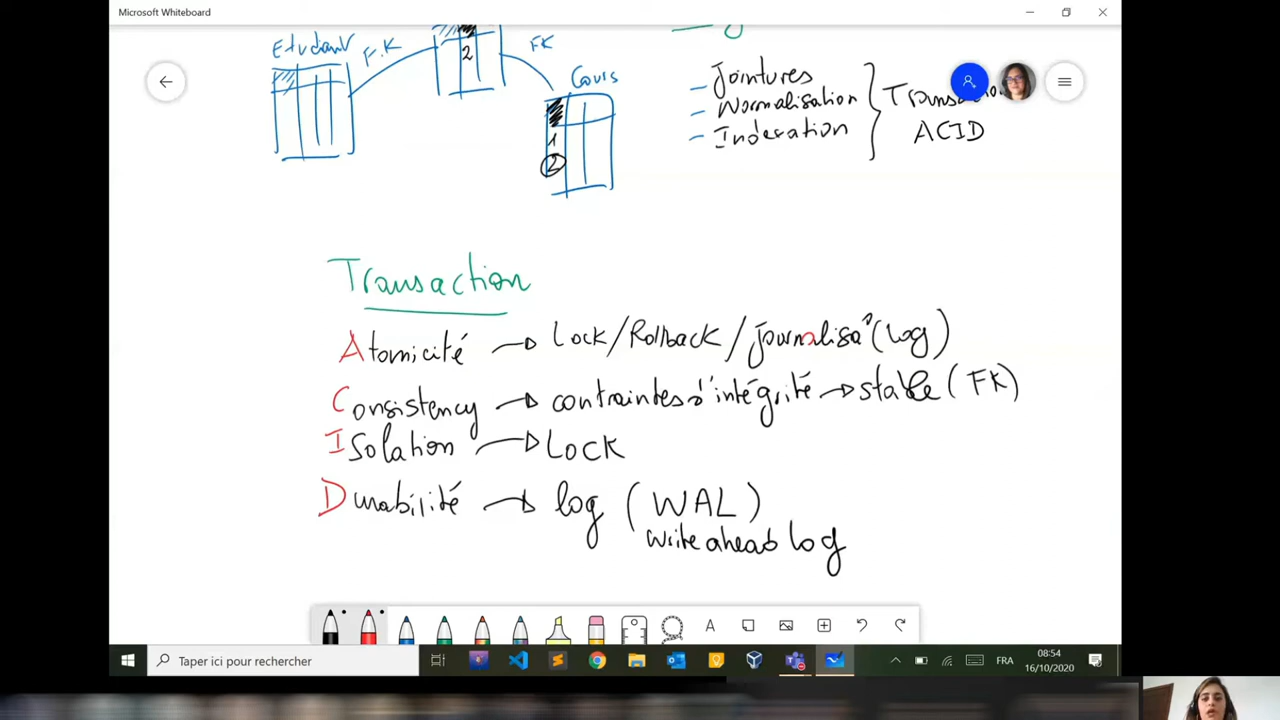 Microsoft Whiteboard
Etudiant
F.K
2
FK
Cours
1
2
- Jointures
- Normalisation
- Indexation
ACID
Transaction
Atomicité → Lock/Rollback/journalisa°(log)
Consistency → contraintes d'intégrité → stable (FK)
Isolation → Lock
Durabilité → log (WAL)
write ahead log
A
Taper ici pour rechercher
FRA
08:54
16/10/2020